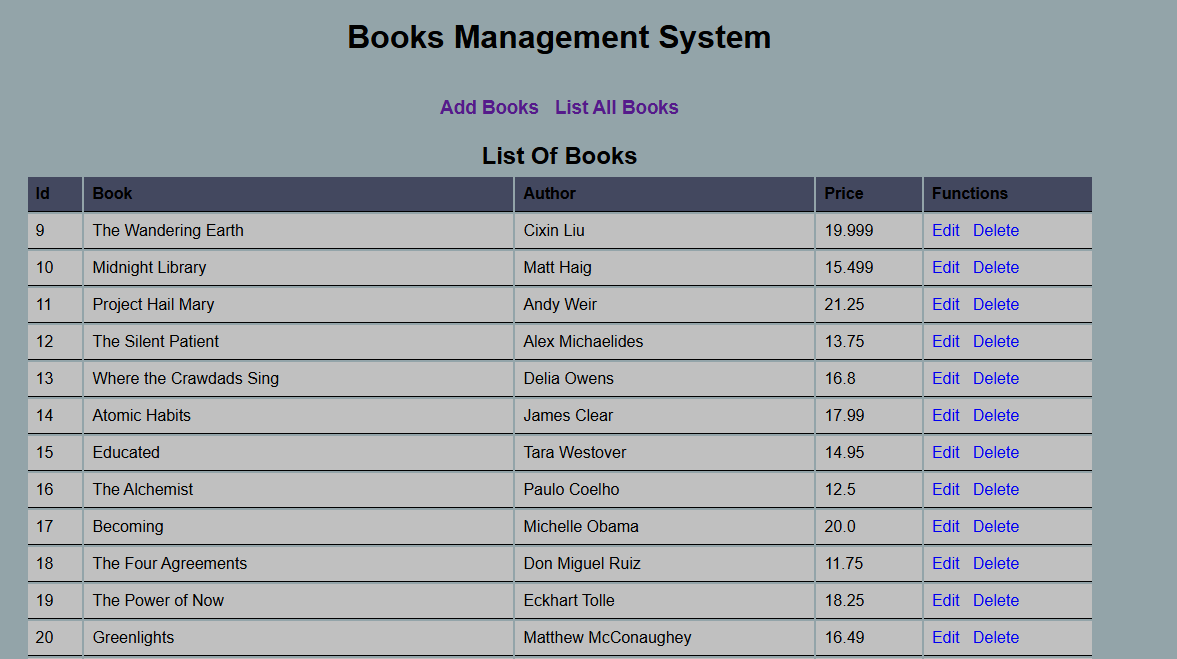 Books Management System
Add Books List All Books
List Of Books
Id Book Author Price Functions
9 The Wandering Earth Cixin Liu 19.999 Edit Delete
10 Midnight Library Matt Haig 15.499 Edit Delete
11 Project Hail Mary Andy Weir 21.25 Edit Delete
12 The Silent Patient Alex Michaelides 13.75 Edit Delete
13 Where the Crawdads Sing Delia Owens 16.8 Edit Delete
14 Atomic Habits James Clear 17.99 Edit Delete
15 Educated Tara Westover 14.95 Edit Delete
16 The Alchemist Paulo Coelho 12.5 Edit Delete
17 Becoming Michelle Obama 20.0 Edit Delete
18 The Four Agreements Don Miguel Ruiz 11.75 Edit Delete
19 The Power of Now Eckhart Tolle 18.25 Edit Delete
20 Greenlights Matthew McConaughey 16.49 Edit Delete